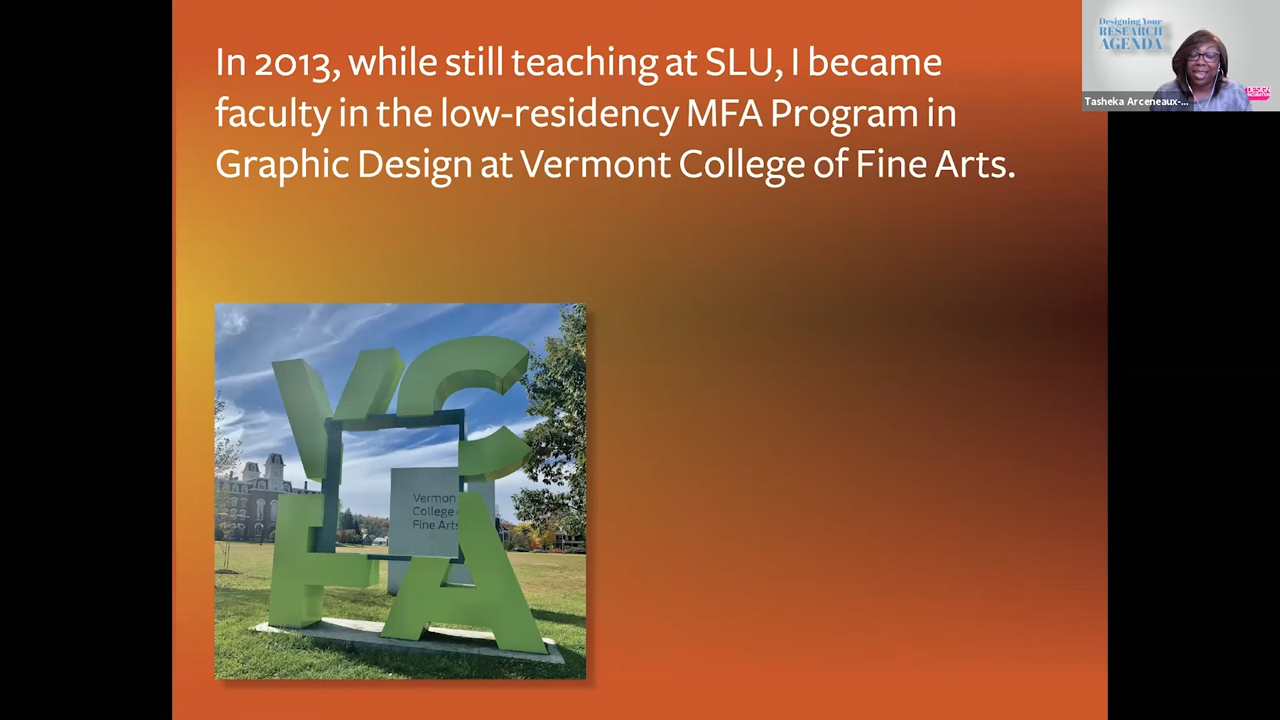 In 2013, while still teaching at SLU, I became
faculty in the low-residency MFA Program in
Graphic Design at Vermont College of Fine Arts.
Designing Your
RESEARCH
AGENDA
Tasheka Arceneaux-...
DESIGN
VC
FA
Vermon
College
Fine Arts